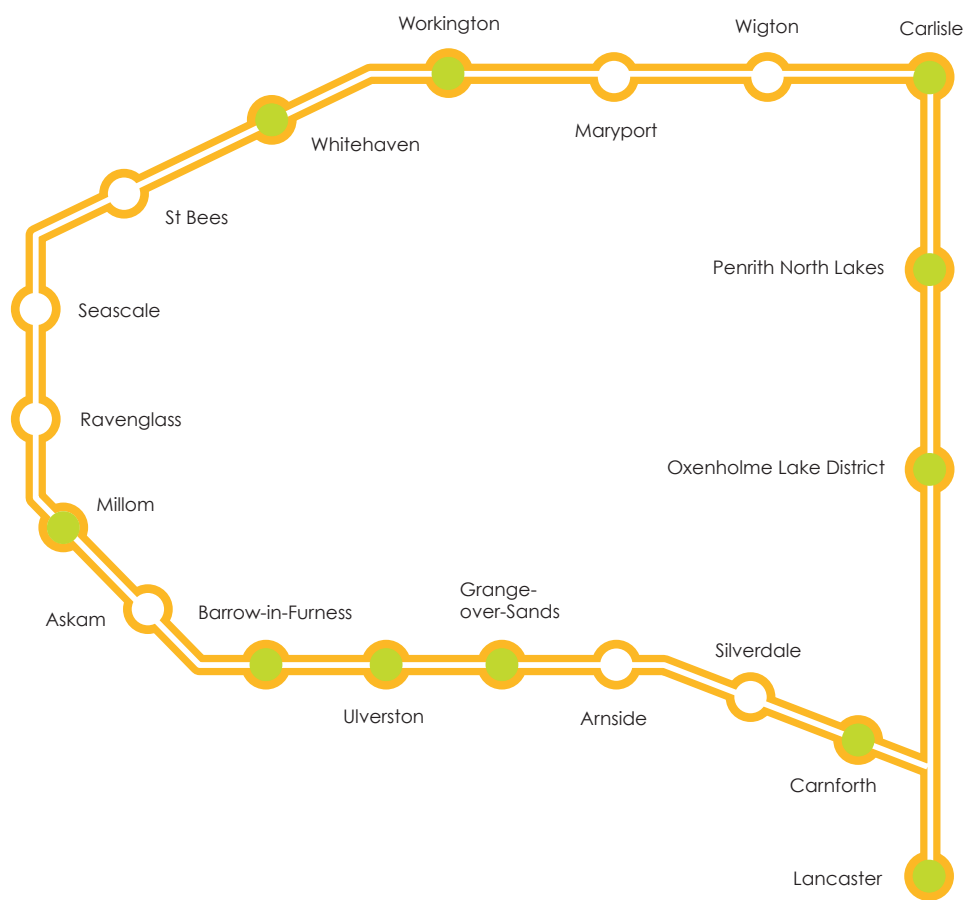 Workington
Wigton
Carlisle
Maryport
Whitehaven
St Bees
Penrith North Lakes
Seascale
Ravenglass
Oxenholme Lake District
Millom
Grange-
over-Sands
Askam
Barrow-in-Furness
Silverdale
Ulverston
Arnside
Carnforth
Lancaster